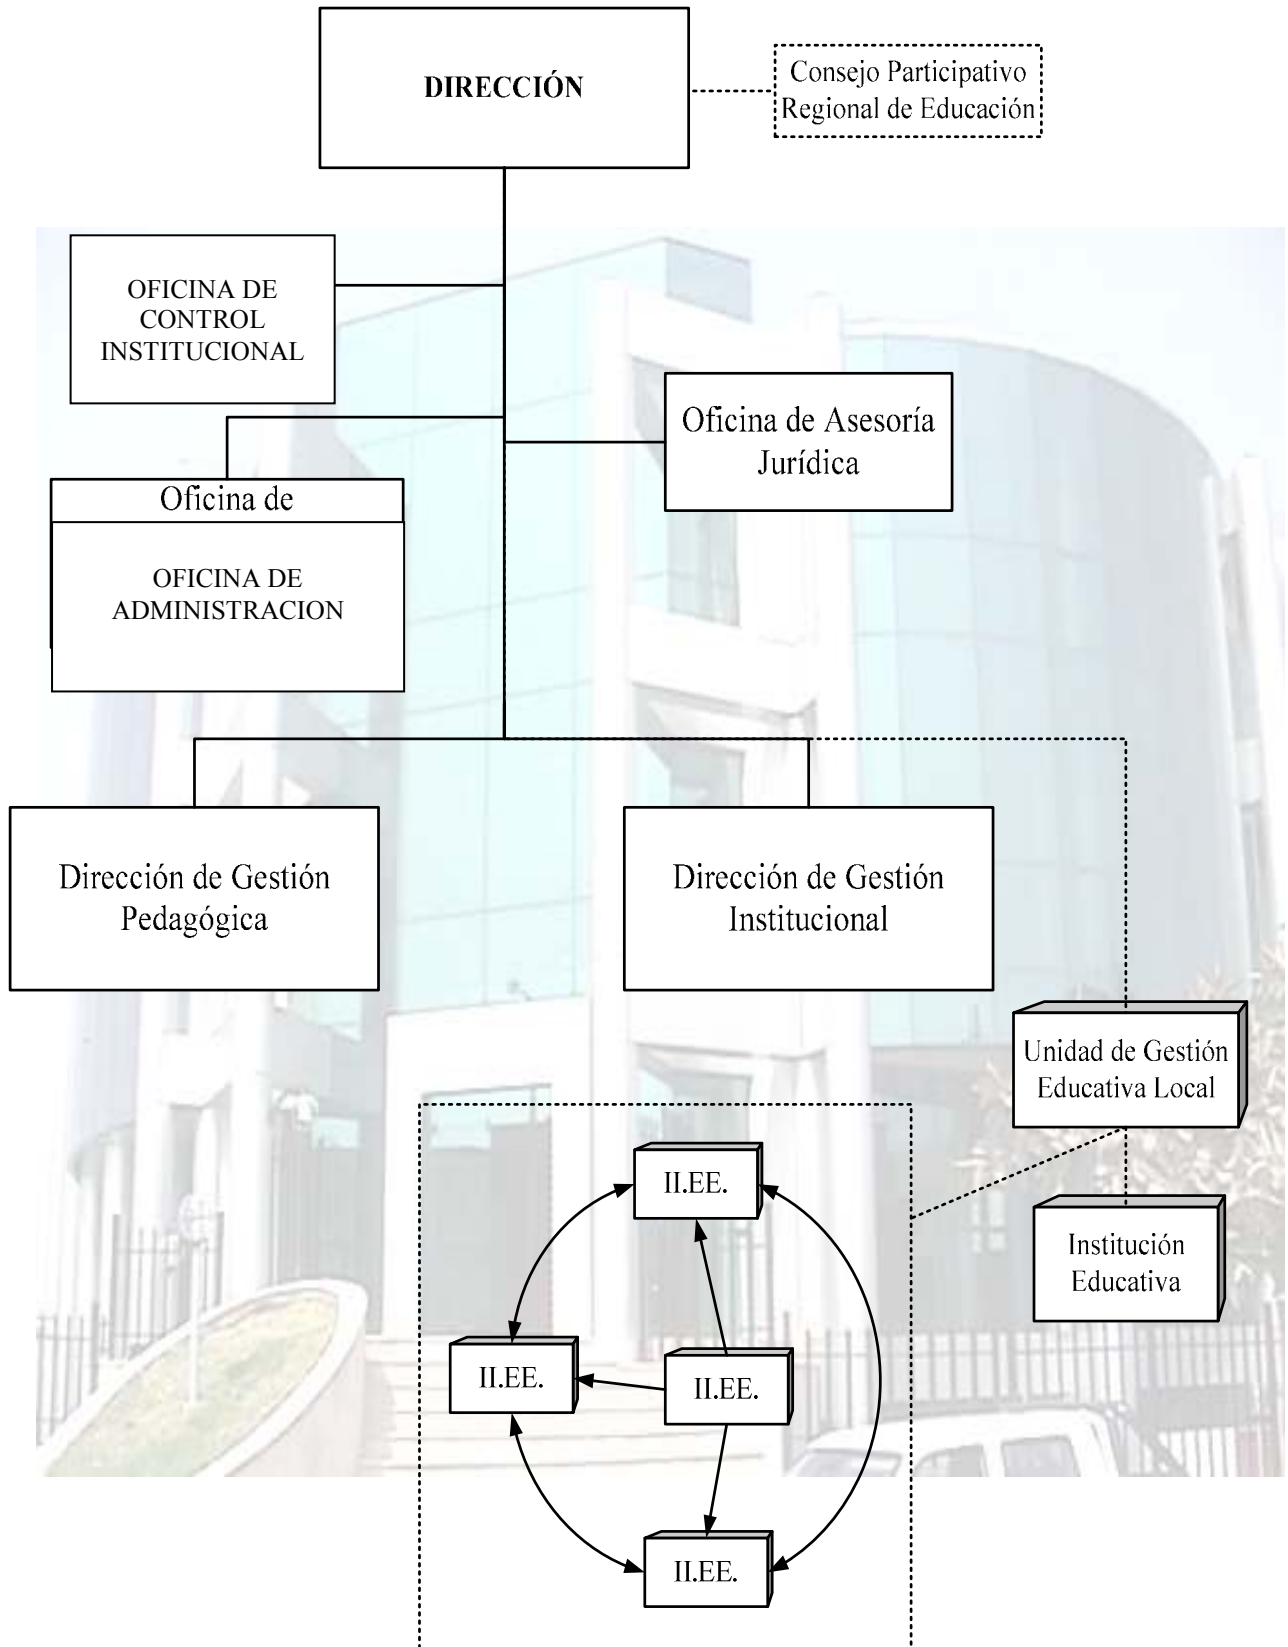 DIRECCIÓN
Consejo Participativo
Regional de Educación
OFICINA DE
CONTROL
INSTITUCIONAL
Oficina de Asesoría
Jurídica
Oficina de
OFICINA DE
ADMINISTRACION
Dirección de Gestión
Pedagógica
Dirección de Gestión
Institucional
Unidad de Gestión
Educativa Local
II.EE.
Institución
Educativa
II.EE.
II.EE.
II.EE.